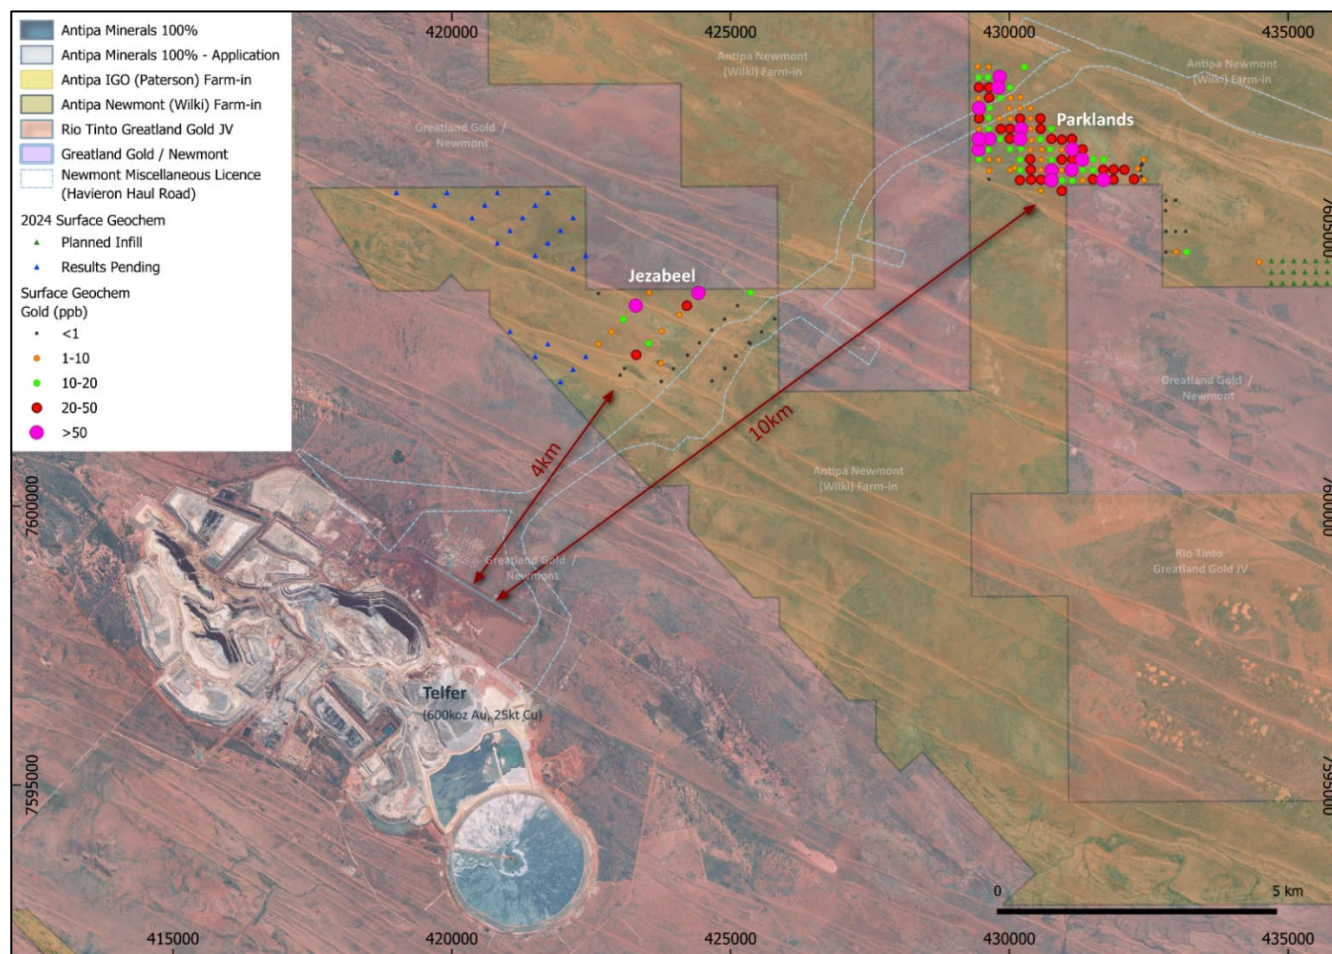 Antipa Minerals 100%
Antipa Minerals 100% - Application
Antipa IGO (Paterson) Farm-in
Antipa Newmont (Wilki) Farm-in
Rio Tinto Greatland Gold JV
Greatland Gold / Newmont
Newmont Miscellaneous Licence
(Havieron Haul Road)
2024 Surface Geochem
Planned Infill
Results Pending
Surface Geochem
Gold (ppb)
<1
1-10
10-20
20-50
>50
420000
425000
430000
435000
Antipa Newmont
(Wilki) Farm-in
Antipa Newmont
(Wilki) Farm-in
Greatland Gold /
Newmont
Parklands
7605000
Jezabeel
Greatland Gold /
Newmont
10km
4km
Antipa Newmont
(Wilki) Farm-in
7600000
7600000
Greatland Gold /
Newmont
Rio Tinto
Greatland Gold JV
Telfer
(600koz Au, 25kt Cu)
7595000
7595000
0
5 km
415000
420000
425000
430000
435000